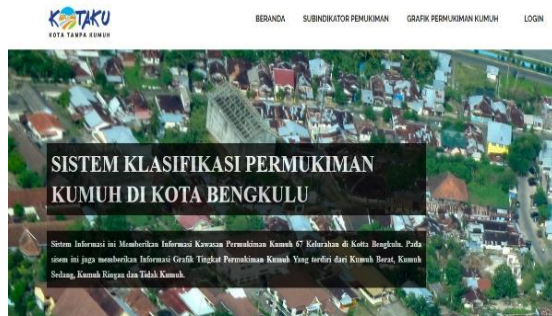 KOTAKU
KOTA TANPA KUMUH
BERANDA SUBINDIKATOR PEMUKIMAN GRAFIK PERMUKIMAN KUMUH LOGIN
SISTEM KLASIFIKASI PERMUKIMAN
KUMUH DI KOTA BENGKULU
Sistem Informasi ini Memberikan Informasi Kawasan Permukiman Kumuh 67 Kelurahan di Kotta Bengkulu. Pada
sisem ini juga memberikan Informasi Grafik Tingkat Permukiman Kumuh Yang terdiri dari Kumuh Berat, Kumuh
Sedang, Kumuh Ringan dan Tidak Kumuh.